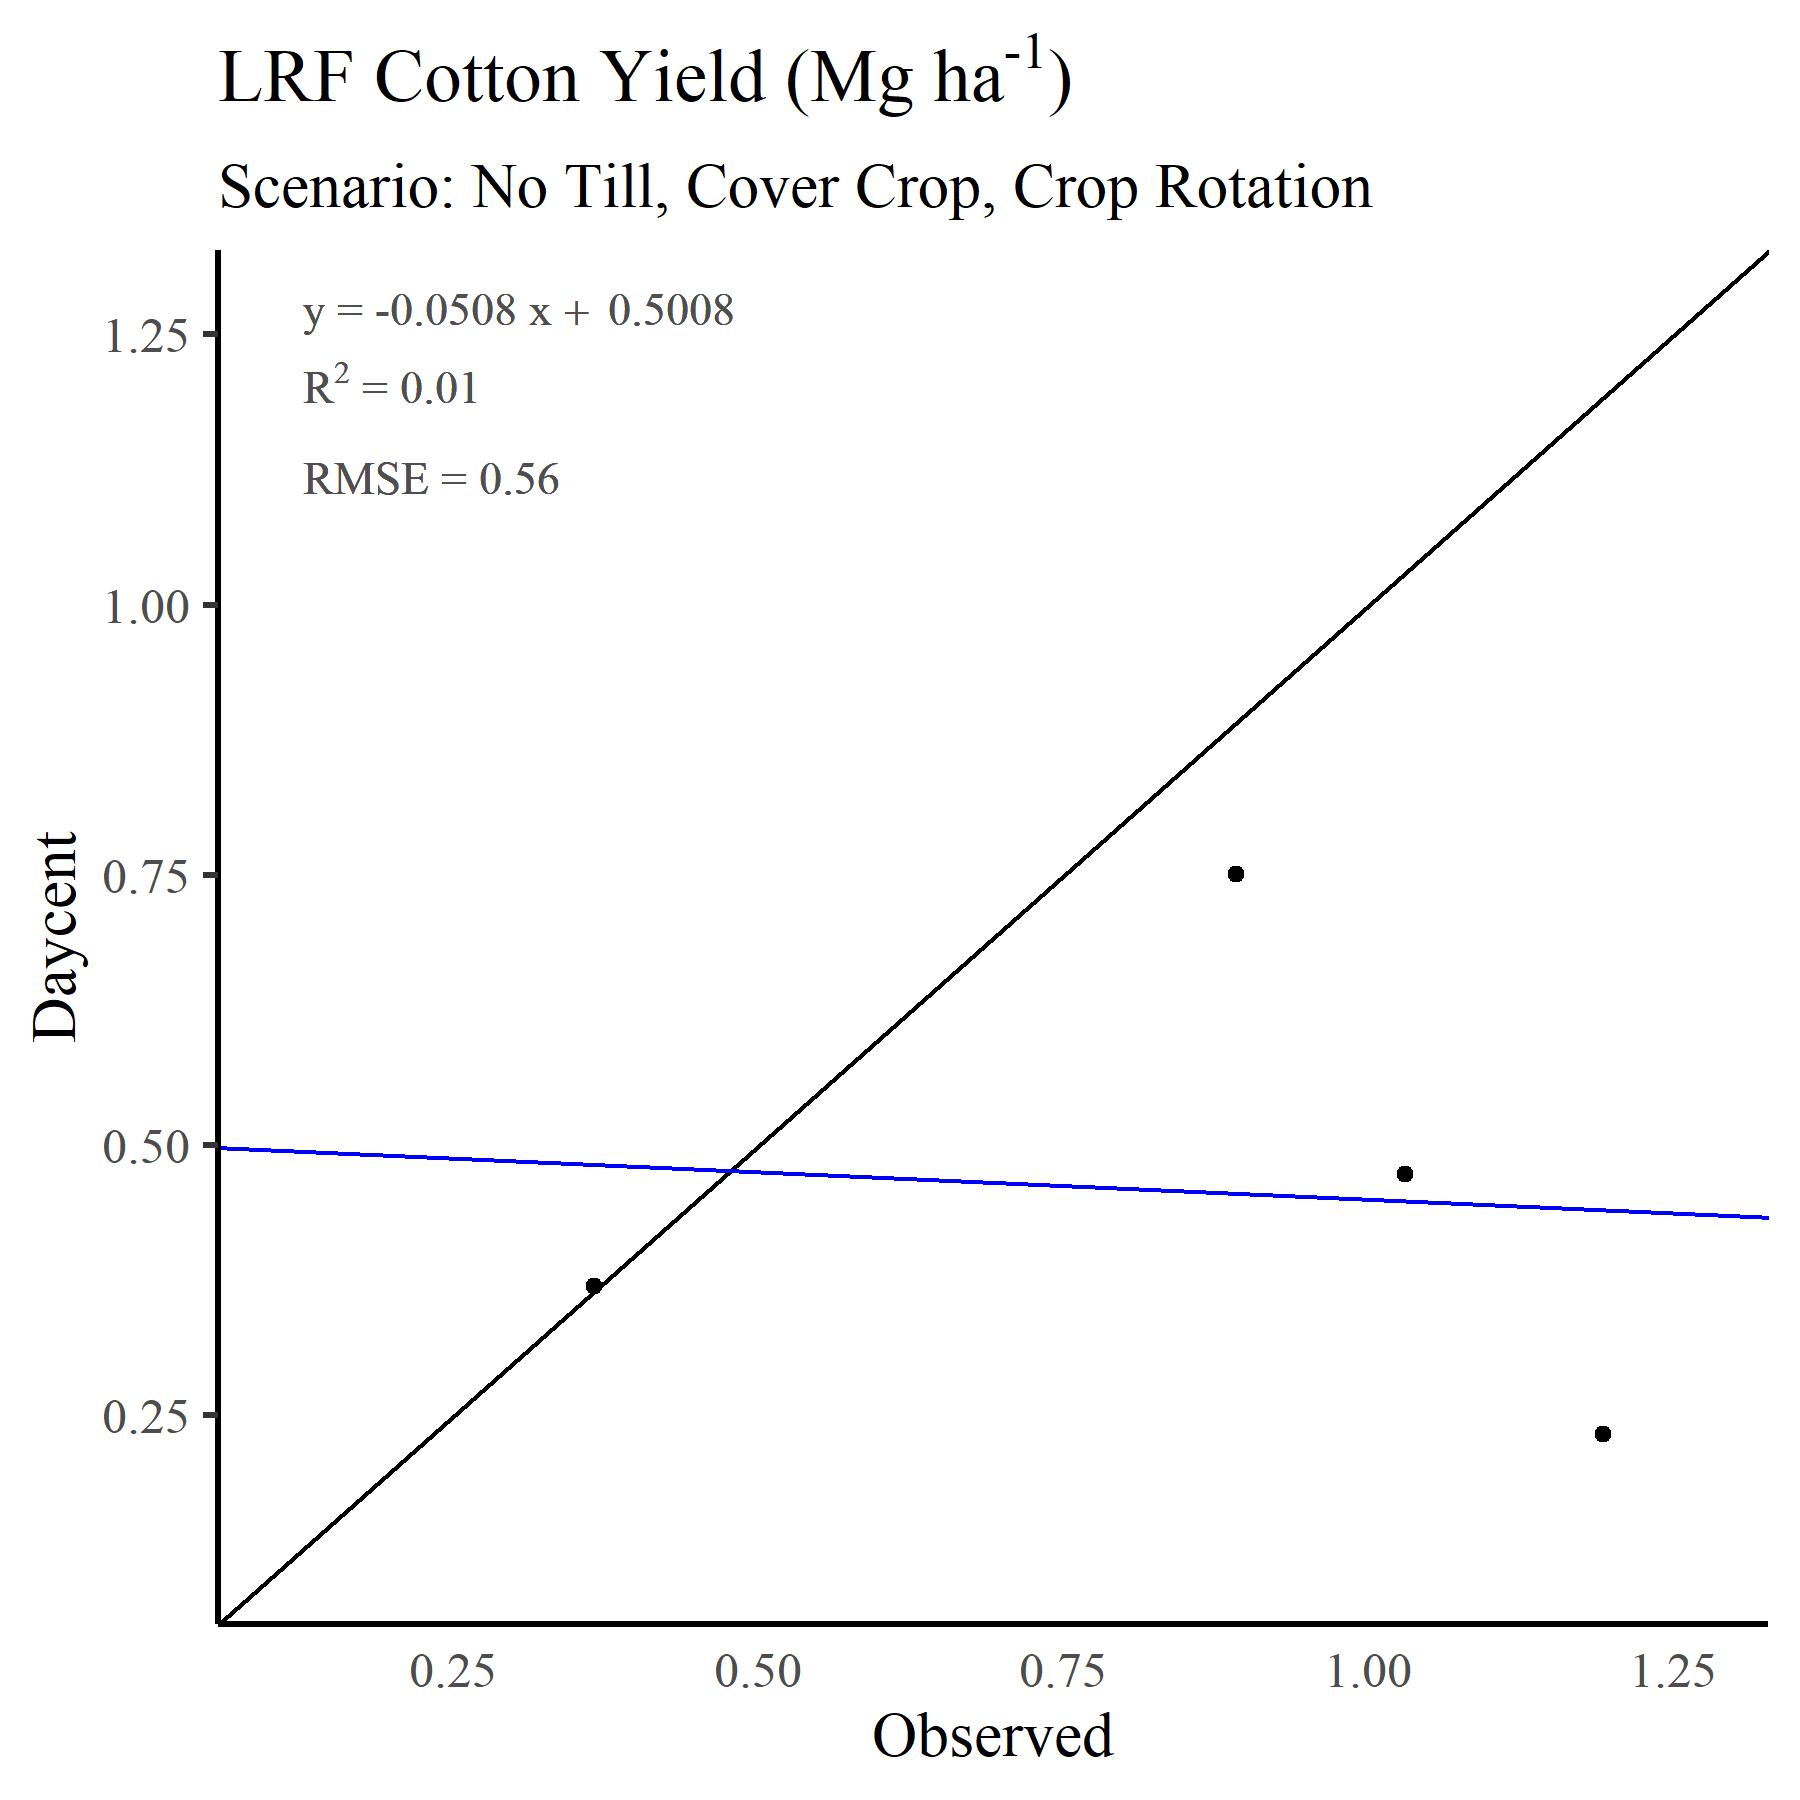 LRF Cotton Yield (Mg ha⁻¹)
Scenario: No Till, Cover Crop, Crop Rotation
y = -0.0508 x + 0.5008
R² = 0.01
RMSE = 0.56
1.25
1.00
0.75
0.50
0.25
Daycent
0.25 0.50 0.75 1.00 1.25
Observed